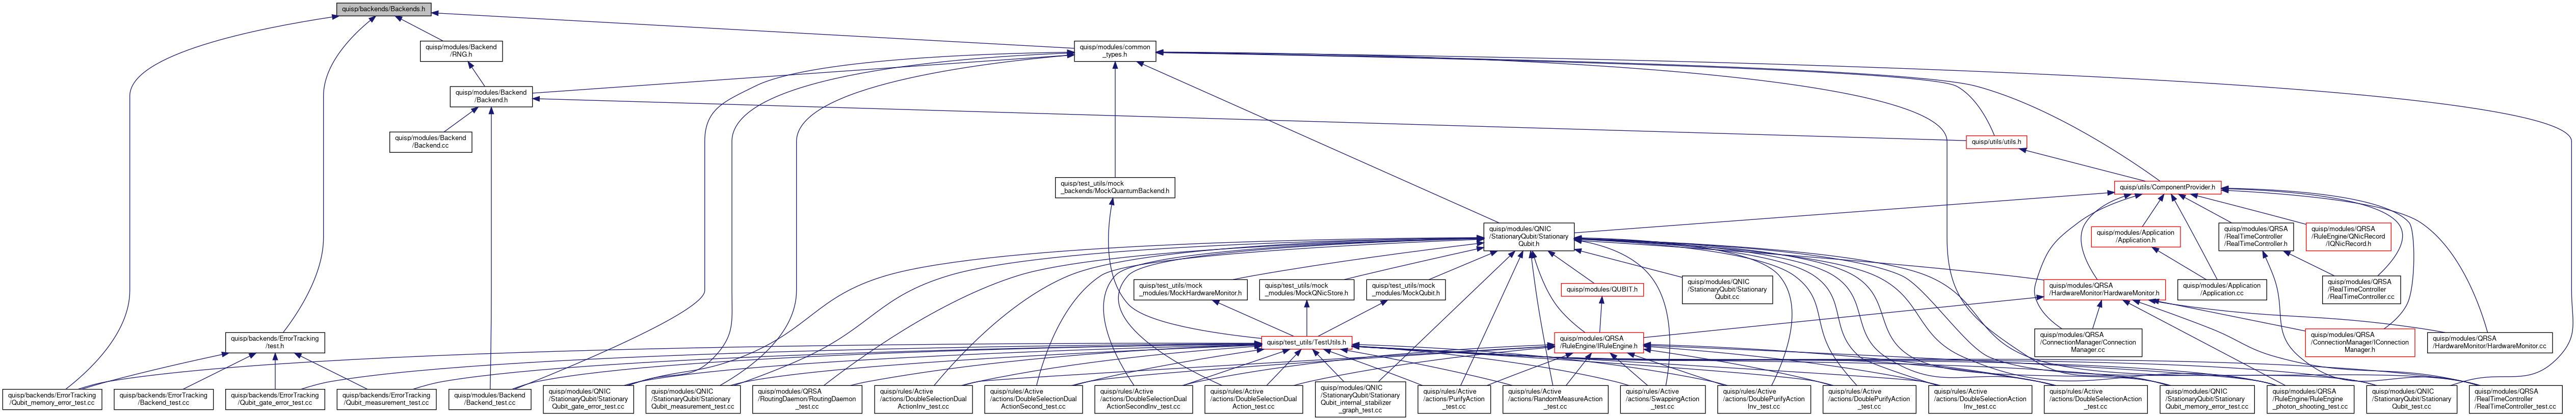 quisp/backends/Backends.h
quisp/modules/Backend
/RNG.h
quisp/modules/common
_types.h
quisp/modules/Backend
/Backend.h
quisp/modules/Backend
/Backend.cc
quisp/utils/utils.h
quisp/test_utils/mock
_backends/MockQuantumBackend.h
quisp/utils/ComponentProvider.h
quisp/modules/QNIC
/StationaryQubit/Stationary
Qubit.h
quisp/modules/Application
/Application.h
quisp/modules/QRSA
/RealTimeController
/RealTimeController.h
quisp/modules/QRSA
/RuleEngine/QNicRecord
/IQNicRecord.h
quisp/test_utils/mock
_modules/MockHardwareMonitor.h
quisp/test_utils/mock
_modules/MockQNicStore.h
quisp/test_utils/mock
_modules/MockQubit.h
quisp/modules/QUBIT.h
quisp/modules/QNIC
/StationaryQubit/Stationary
Qubit.cc
quisp/modules/QRSA
/HardwareMonitor/HardwareMonitor.h
quisp/modules/Application
/Application.cc
quisp/modules/QRSA
/RealTimeController
/RealTimeController.cc
quisp/backends/ErrorTracking
/test.h
quisp/test_utils/TestUtils.h
quisp/modules/QRSA
/RuleEngine/IRuleEngine.h
quisp/modules/QRSA
/ConnectionManager/Connection
Manager.cc
quisp/modules/QRSA
/ConnectionManager/IConnection
Manager.h
quisp/modules/QRSA
/HardwareMonitor/HardwareMonitor.cc
quisp/backends/ErrorTracking
/Qubit_memory_error_test.cc
quisp/backends/ErrorTracking
/Backend_test.cc
quisp/backends/ErrorTracking
/Qubit_gate_error_test.cc
quisp/backends/ErrorTracking
/Qubit_measurement_test.cc
quisp/modules/Backend
/Backend_test.cc
quisp/modules/QNIC
/StationaryQubit/Stationary
Qubit_gate_error_test.cc
quisp/modules/QNIC
/StationaryQubit/Stationary
Qubit_measurement_test.cc
quisp/modules/QRSA
/RoutingDaemon/RoutingDaemon
_test.cc
quisp/rules/Active
/actions/DoubleSelectionDual
ActionInv_test.cc
quisp/rules/Active
/actions/DoubleSelectionDual
ActionSecond_test.cc
quisp/rules/Active
/actions/DoubleSelectionDual
ActionSecondInv_test.cc
quisp/rules/Active
/actions/DoubleSelectionDual
Action_test.cc
quisp/modules/QNIC
/StationaryQubit/Stationary
Qubit_internal_stabilizer
_graph_test.cc
quisp/rules/Active
/actions/PurifyAction
_test.cc
quisp/rules/Active
/actions/RandomMeasureAction
_test.cc
quisp/rules/Active
/actions/SwappingAction
_test.cc
quisp/rules/Active
/actions/DoublePurifyAction
Inv_test.cc
quisp/rules/Active
/actions/DoublePurifyAction
_test.cc
quisp/rules/Active
/actions/DoubleSelectionAction
Inv_test.cc
quisp/rules/Active
/actions/DoubleSelectionAction
_test.cc
quisp/modules/QNIC
/StationaryQubit/Stationary
Qubit_memory_error_test.cc
quisp/modules/QRSA
/RuleEngine/RuleEngine
_photon_shooting_test.cc
quisp/modules/QNIC
/StationaryQubit/Stationary
Qubit_test.cc
quisp/modules/QRSA
/RealTimeController
/RealTimeController_test.cc